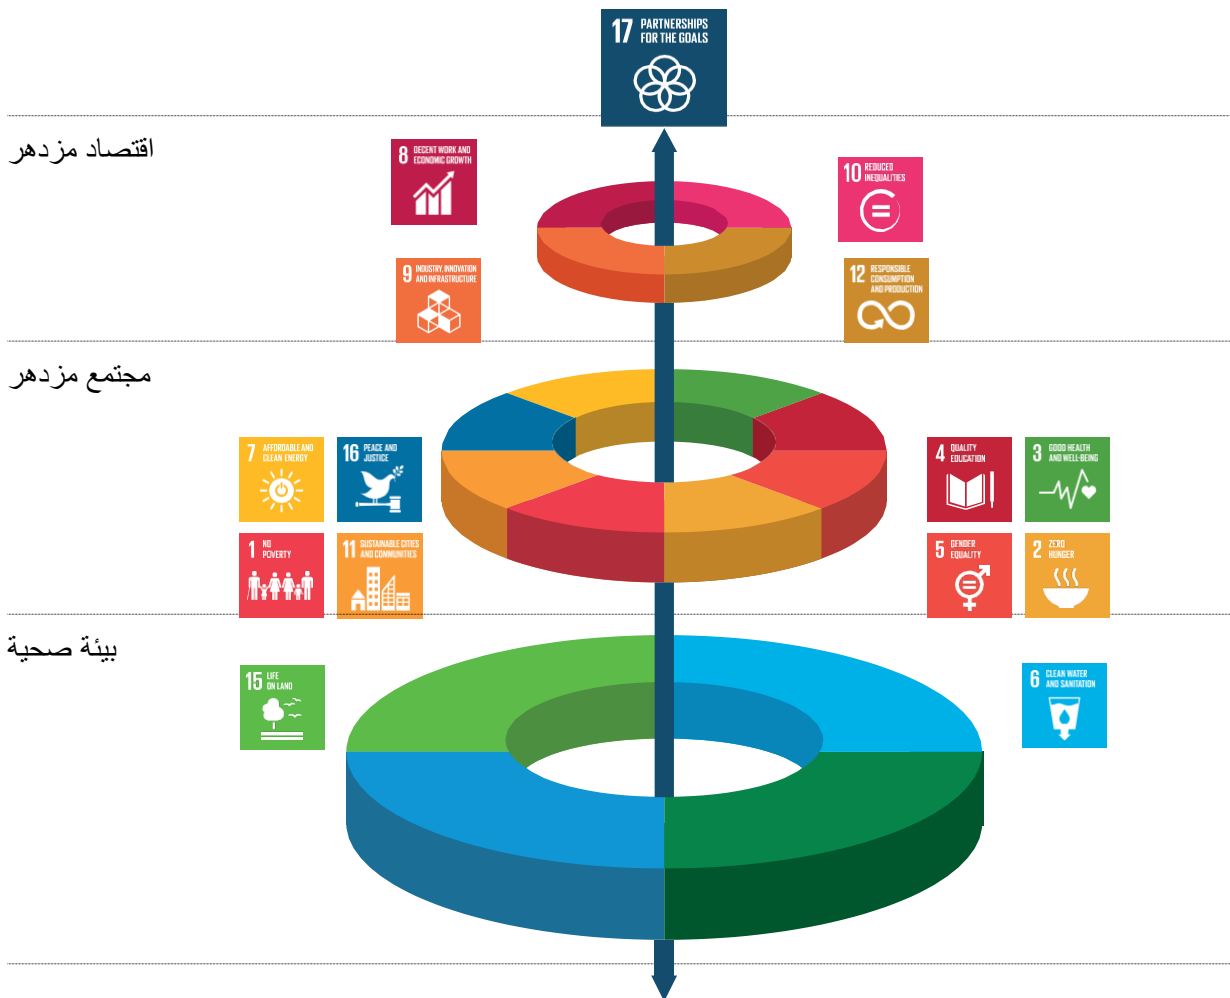 17 PARTNERSHIPS
FOR THE GOALS
اقتصاد مزدهر
8 DECENT WORK AND
ECONOMIC GROWTH
10 REDUCED
INEQUALITIES
9 INDUSTRY, INNOVATION
AND INFRASTRUCTURE
12 RESPONSIBLE
CONSUMPTION
AND PRODUCTION
مجتمع مزدهر
7 AFFORDABLE AND
CLEAN ENERGY
16 PEACE AND
JUSTICE
4 QUALITY
EDUCATION
3 GOOD HEALTH
AND WELL-BEING
1 NO
POVERTY
11 SUSTAINABLE CITIES
AND COMMUNITIES
5 GENDER
EQUALITY
2 ZERO
HUNGER
بيئة صحية
15 LIFE
ON LAND
6 CLEAN WATER
AND SANITATION